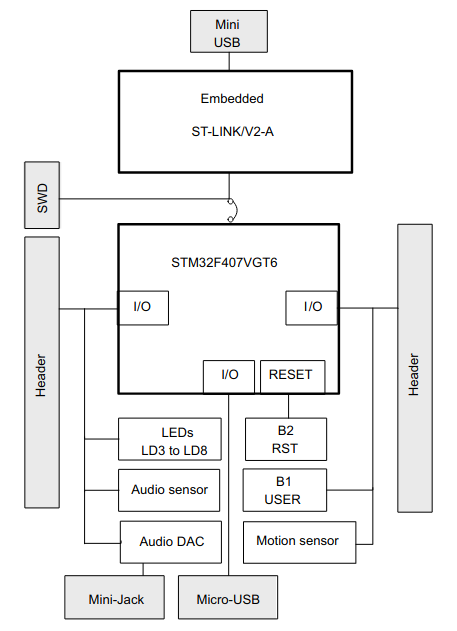 Mini
USB
Embedded
ST-LINK/V2-A
SWD
STM32F407VGT6
I/O
I/O
Header
Header
I/O
RESET
LEDs
LD3 to LD8
B2
RST
Audio sensor
B1
USER
Audio DAC
Motion sensor
Mini-Jack
Micro-USB